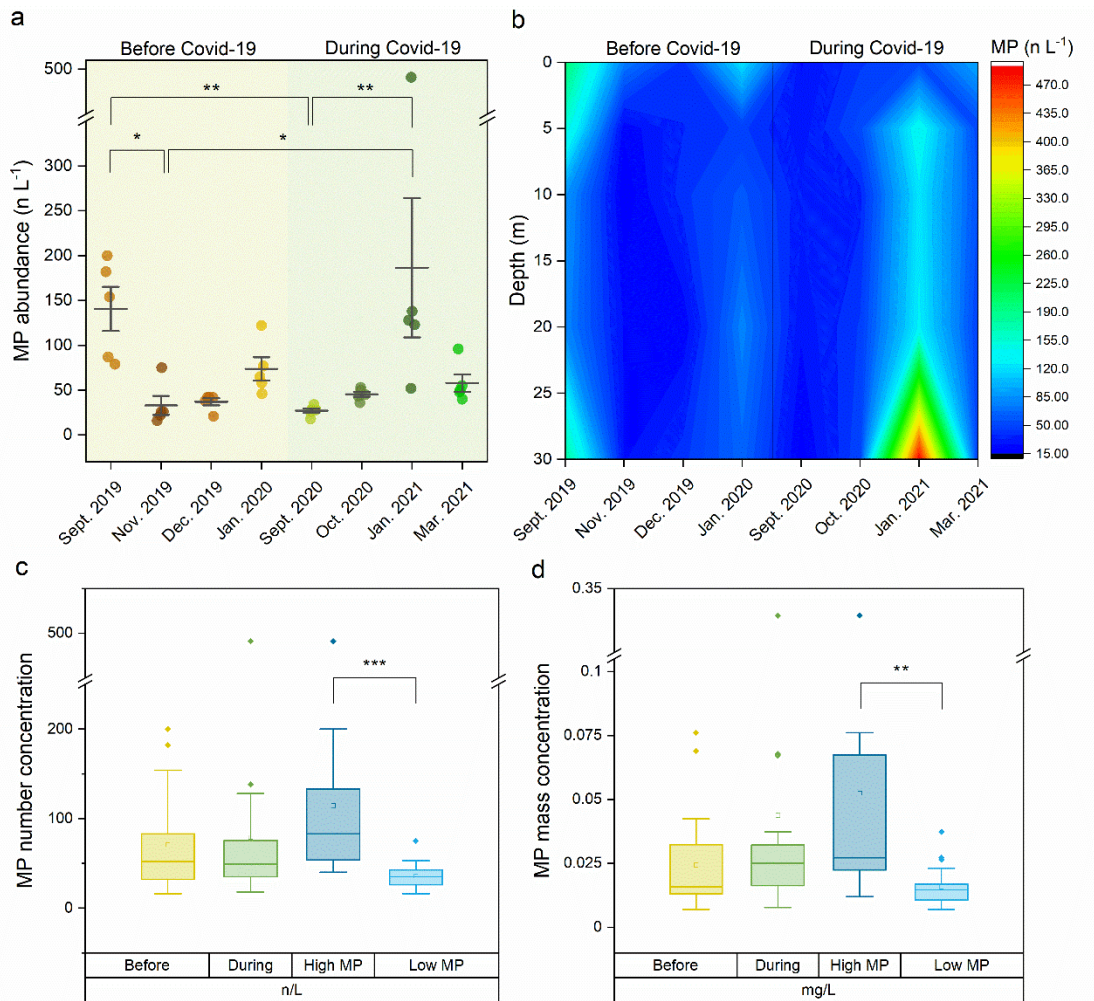 a
Before Covid-19 During Covid-19
MP abundance (n L⁻¹)
500
300
250
200
150
100
50
0
** **
* *
Sept. 2019 Nov. 2019 Dec. 2019 Jan. 2020 Sept. 2020 Oct. 2020 Jan. 2021 Mar. 2021
b
Before Covid-19 During Covid-19
MP (n L⁻¹)
Depth (m)
0
5
10
15
20
25
30
470.0
435.0
400.0
365.0
330.0
295.0
260.0
225.0
190.0
155.0
120.0
85.00
50.00
15.00
Sept. 2019 Nov. 2019 Dec. 2019 Jan. 2020 Sept. 2020 Oct. 2020 Jan. 2021 Mar. 2021
c
MP number concentration
500
200
100
0
***
Before During High MP Low MP
n/L
d
MP mass concentration
0.35
0.1
0.075
0.05
0.025
0
**
Before During High MP Low MP
mg/L